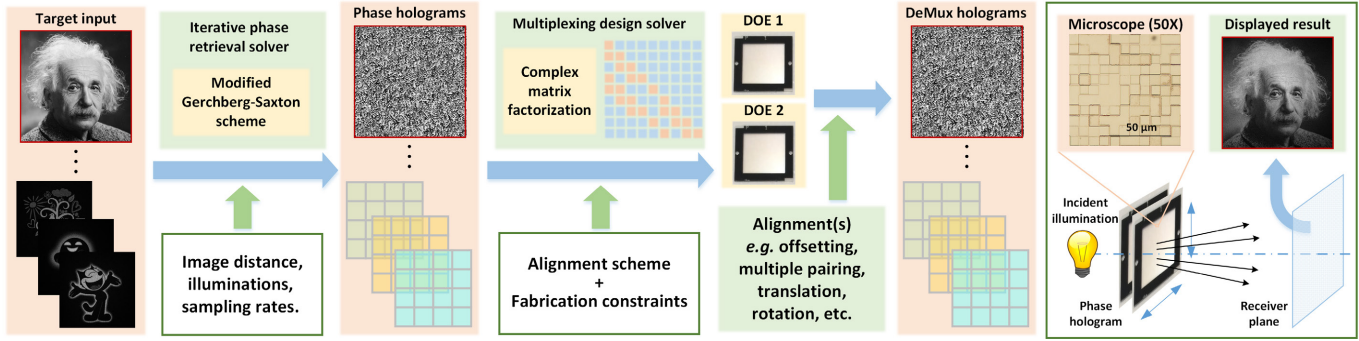 Target input
Iterative phase
retrieval solver
Modified
Gerchberg-Saxton
scheme
Image distance,
illuminations,
sampling rates.
Phase holograms
Multiplexing design solver
Complex
matrix
factorization
Alignment scheme
+
Fabrication constraints
DOE 1
DOE 2
Alignment(s)
e.g. offsetting,
multiple pairing,
translation,
rotation, etc.
DeMux holograms
Microscope (50X)
50 μm
Displayed result
Incident
illumination
Phase
hologram
Receiver
plane